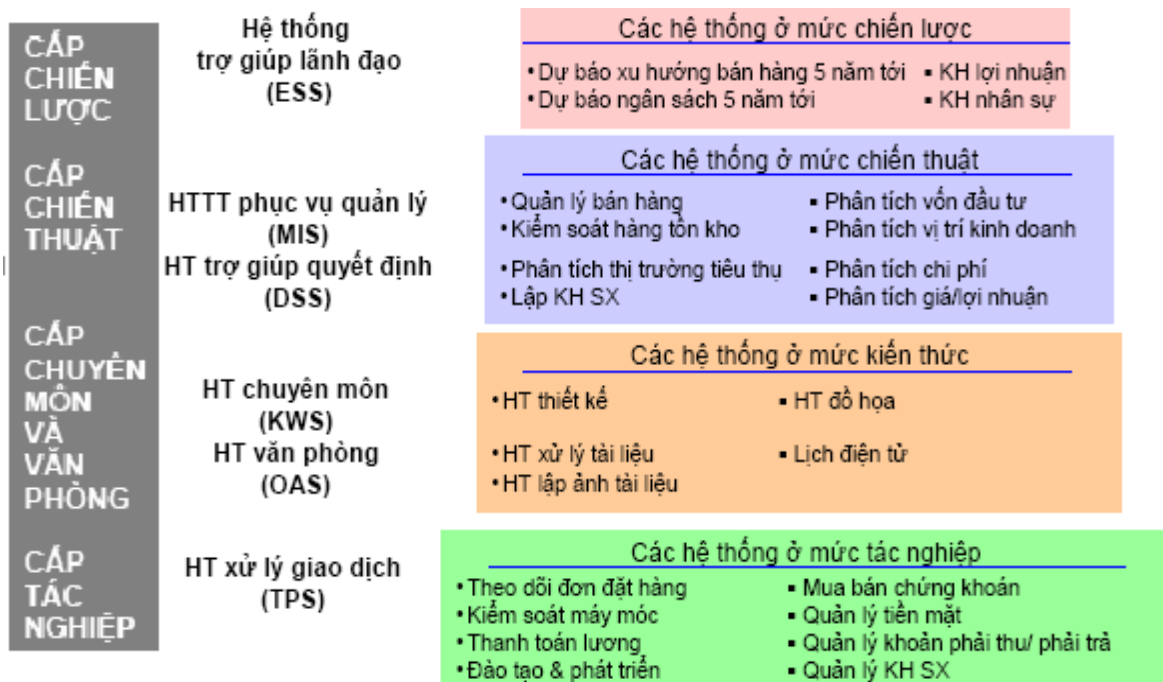 CẤP
CHIẾN
LƯỢC
Hệ thống
trợ giúp lãnh đạo
(ESS)
Các hệ thống ở mức chiến lược
•Dự báo xu hướng bán hàng 5 năm tới ▪ KH lợi nhuận
•Dự báo ngân sách 5 năm tới ▪ KH nhân sự
CẤP
CHIẾN
THUẬT
HTTT phục vụ quản lý
(MIS)
HT trợ giúp quyết định
(DSS)
Các hệ thống ở mức chiến thuật
•Quản lý bán hàng ▪ Phân tích vốn đầu tư
•Kiểm soát hàng tồn kho ▪ Phân tích vị trí kinh doanh
•Phân tích thị trường tiêu thụ ▪ Phân tích chi phí
•Lập KH SX ▪ Phân tích giá/lợi nhuận
CẤP
CHUYÊN
MÔN
VÀ
VĂN
PHÒNG
HT chuyên môn
(KWS)
HT văn phòng
(OAS)
Các hệ thống ở mức kiến thức
•HT thiết kế ▪ HT đồ họa
•HT xử lý tài liệu ▪ Lịch điện tử
•HT lập ảnh tài liệu
CẤP
TÁC
NGHIỆP
HT xử lý giao dịch
(TPS)
Các hệ thống ở mức tác nghiệp
•Theo dõi đơn đặt hàng ▪ Mua bán chứng khoán
•Kiểm soát máy móc ▪ Quản lý tiền mặt
•Thanh toán lương ▪ Quản lý khoản phải thu/ phải trả
•Đào tạo & phát triển ▪ Quản lý KH SX